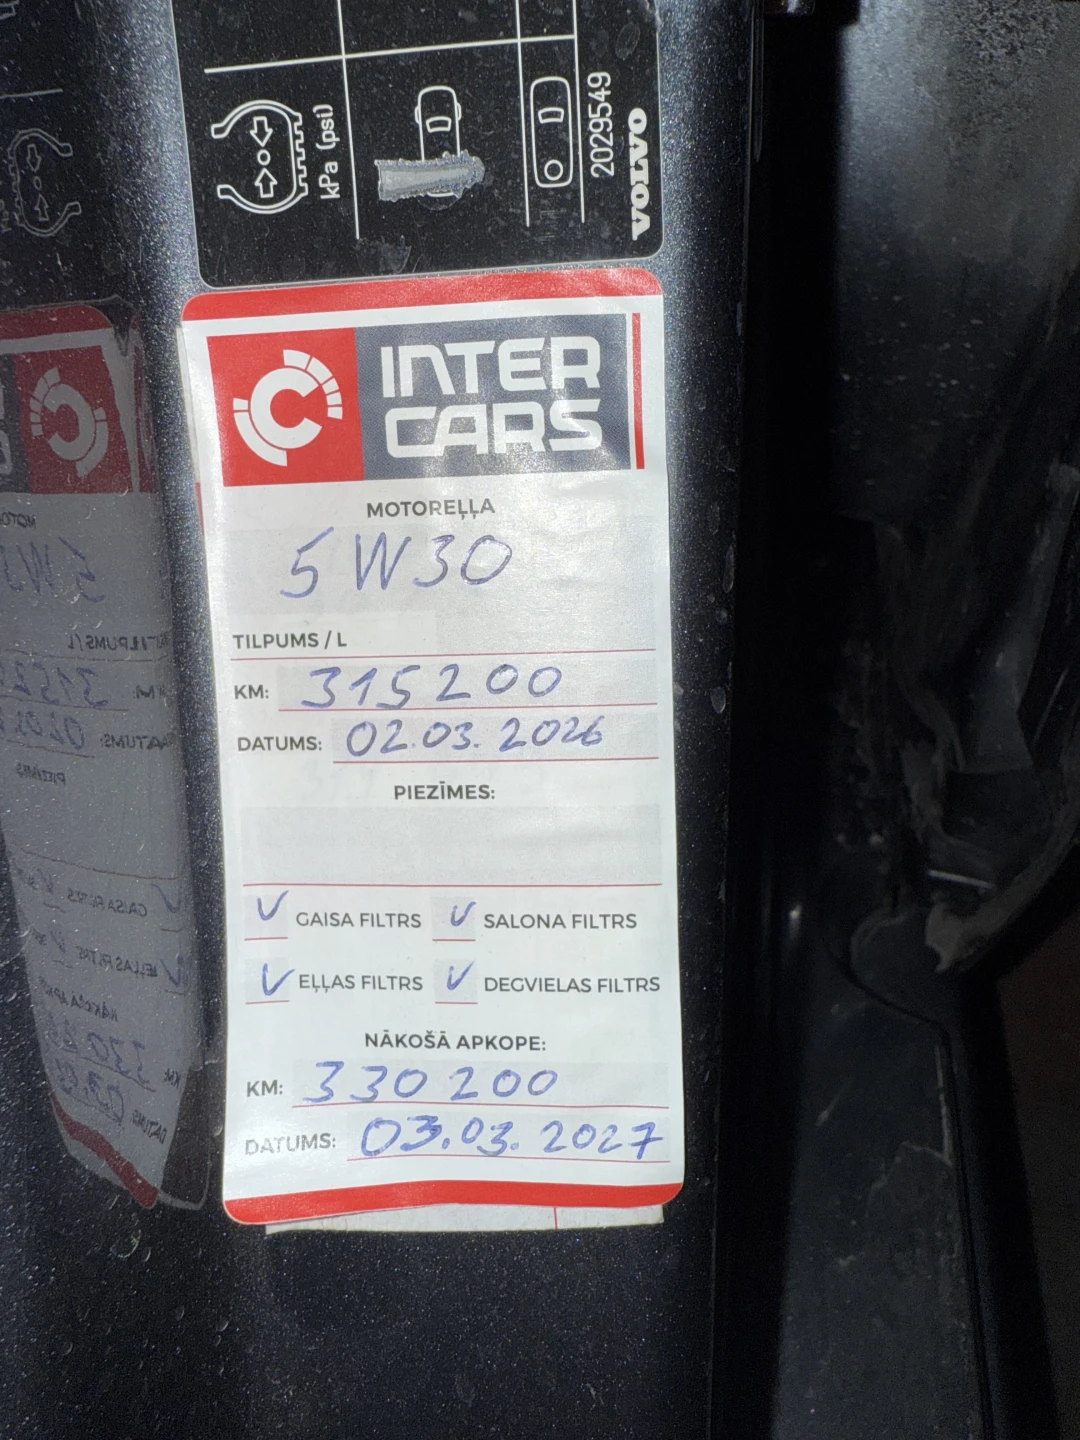 kPa (psi)
2029549
VOLVO
INTER
CARS
MOTOREĻĻA
5W30
TILPUMS / L
KM: 315200
DATUMS: 02.03.2026
PIEZĪMES:
V GAISA FILTRS V SALONA FILTRS
V EĻĻAS FILTRS V DEGVIELAS FILTRS
NĀKOŠĀ APKOPE:
KM: 330200
DATUMS: 03.03.2027